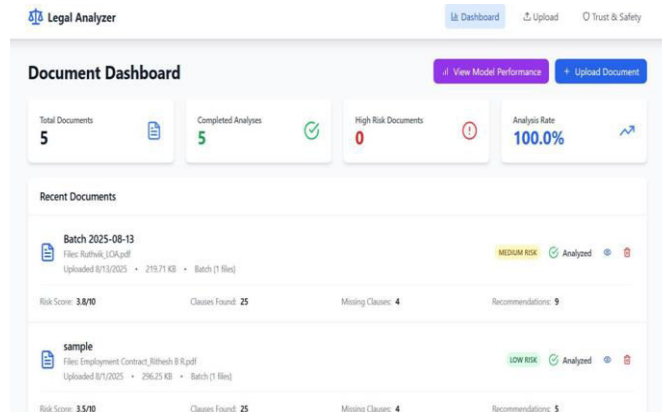 Legal Analyzer
Dashboard
Upload
Trust & Safety
Document Dashboard
View Model Performance
+ Upload Document
Total Documents
5
Completed Analyses
5
High Risk Documents
0
Analysis Rate
100.0%
Recent Documents
Batch 2025-08-13
Files: Ruthvik_LOA.pdf
Uploaded 8/13/2025 • 219.71 KB • Batch (1 files)
MEDIUM RISK
Analyzed
Risk Score: 3.8/10
Clauses Found: 25
Missing Clauses: 4
Recommendations: 9
sample
Files: Employment Contract_Rithesh B R.pdf
Uploaded 8/1/2025 • 296.25 KB • Batch (1 files)
LOW RISK
Analyzed
Risk Score: 3.5/10
Clauses Found: 25
Missing Clauses: 4
Recommendations: 5